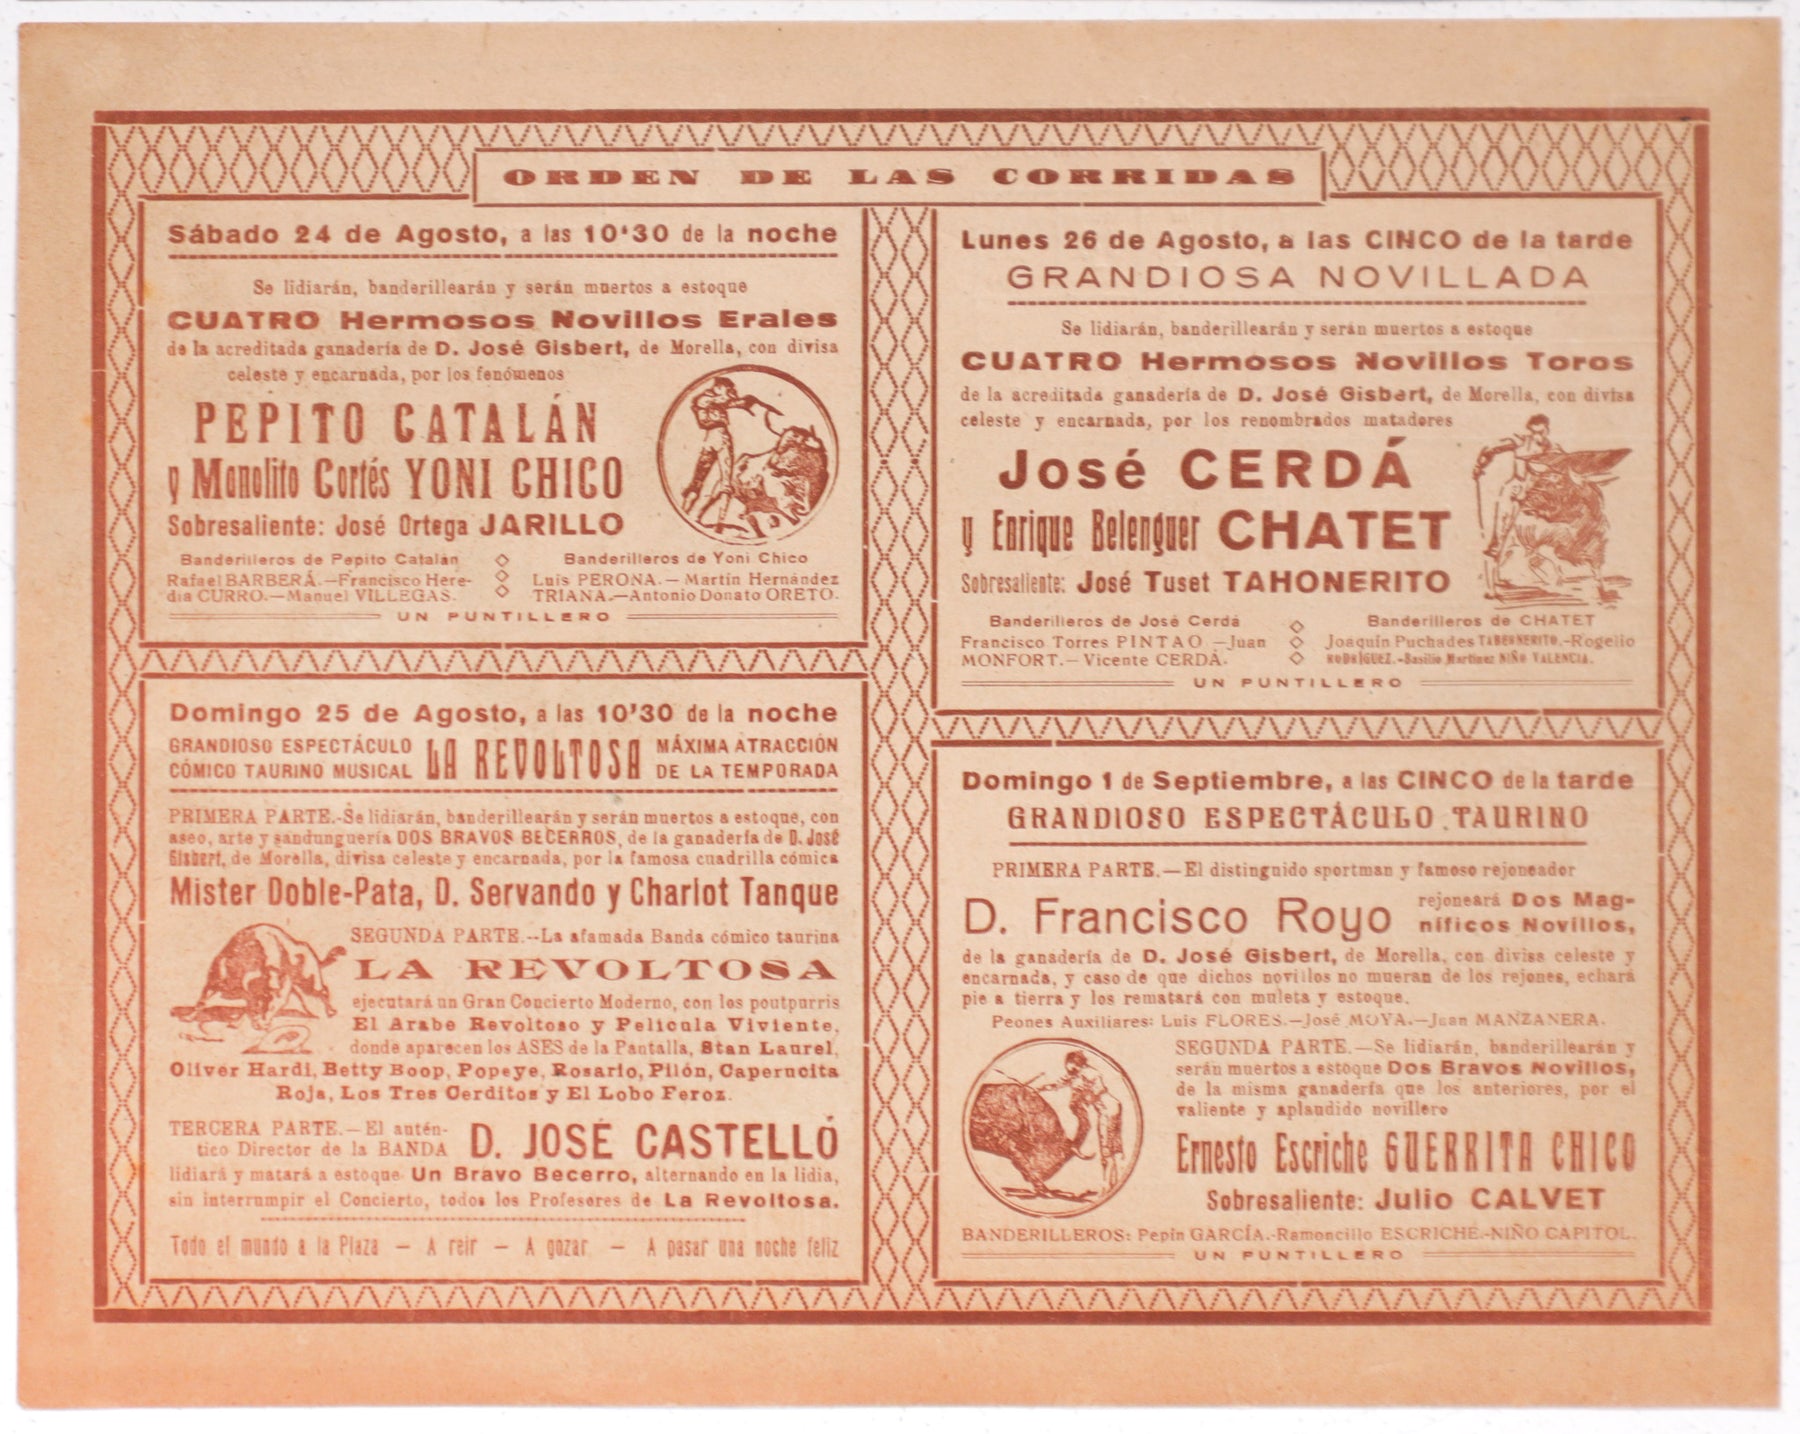 ORDEN DE LAS CORRIDAS
Sábado 24 de Agosto, a las 10'30 de la noche
Se lidiarán, banderillearán y serán muertos a estoque
CUATRO Hermosos Novillos Erales
de la acreditada ganadería de D. José Gisbert, de Morella, con divisa
celeste y encarnada, por los fenómenos
PEPITO CATALÁN
y Manolito Cortés YONI CHICO
Sobresaliente: José Ortega JARILLO
Banderilleros de Pepito Catalán
Rafael BARBERÁ.—Francisco Here-
dia CURRO.—Manuel VILLEGAS.
Banderilleros de Yoni Chico
Luis PERONA.—Martín Hernández
TRIANA.—Antonio Donato ORETO.
UN PUNTILLERO
Domingo 25 de Agosto, a las 10'30 de la noche
GRANDIOSO ESPECTÁCULO
CÓMICO TAURINO MUSICAL
LA REVOLTOSA
MÁXIMA ATRACCIÓN
DE LA TEMPORADA
PRIMERA PARTE.-Se lidiarán, banderillearán y serán muertos a estoque, con
aseo, arte y sandunguería DOS BRAVOS BECERROS, de la ganadería de D. José
Gisbert, de Morella, divisa celeste y encarnada, por la famosa cuadrilla cómica
Mister Doble-Pata, D. Servando y Charlot Tanque
SEGUNDA PARTE.--La afamada Banda cómico taurina
LA REVOLTOSA
ejecutará un Gran Concierto Moderno, con los poutpurris
El Arabe Revoltoso y Película Viviente,
donde aparecen los ASES de la Pantalla, Stan Laurel,
Oliver Hardi, Betty Boop, Popeye, Rosario, Pilón, Caperucita
Roja, Los Tres Cerditos y El Lobo Feroz.
TERCERA PARTE.—El autén-
tico Director de la BANDA
D. JOSÉ CASTELLÓ
lidiará y matará a estoque Un Bravo Becerro, alternando en la lidia,
sin interrumpir el Concierto, todos los Profesores de La Revoltosa.
Todo el mundo a la Plaza — A reir — A gozar — A pasar una noche feliz
Lunes 26 de Agosto, a las CINCO de la tarde
GRANDIOSA NOVILLADA
Se lidiarán, banderillearán y serán muertos a estoque
CUATRO Hermosos Novillos Toros
de la acreditada ganadería de D. José Gisbert, de Morella, con divisa
celeste y encarnada, por los renombrados matadores
José CERDÁ
y Enrique Belenguer CHATET
Sobresaliente: José Tuset TAHONERITO
Banderilleros de José Cerdá
Francisco Torres PINTAO.—Juan
MONFORT.—Vicente CERDÁ.
Banderilleros de CHATET
Joaquín Puchades TABERNERITO.-Rogelio
RODRÍGUEZ.-Basilio Martínez NIÑO VALENCIA.
UN PUNTILLERO
Domingo 1 de Septiembre, a las CINCO de la tarde
GRANDIOSO ESPECTÁCULO TAURINO
PRIMERA PARTE.—El distinguido sportman y famoso rejoneador
D. Francisco Royo
rejoneará Dos Mag-
níficos Novillos,
de la ganadería de D. José Gisbert, de Morella, con divisa celeste y
encarnada, y caso de que dichos novillos no mueran de los rejones, echará
pie a tierra y los rematará con muleta y estoque.
Peones Auxiliares: Luis FLORES.—José MOYA.—Juan MANZANERA.
SEGUNDA PARTE.—Se lidiarán, banderillearán y
serán muertos a estoque Dos Bravos Novillos,
de la misma ganadería que los anteriores, por el
valiente y aplaudido novillero
Ernesto Escriche GUERRITA CHICO
Sobresaliente: Julio CALVET
BANDERILLEROS: Pepín GARCÍA.-Ramoncillo ESCRICHE.-NIÑO CAPITOL.
UN PUNTILLERO